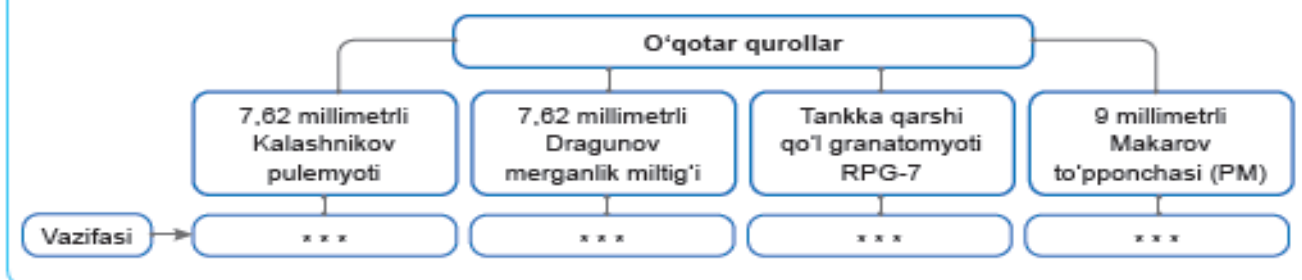 O‘qotar qurollar
7,62 millimetrli
Kalashnikov
pulemyoti
7,62 millimetrli
Dragunov
merganlik miltig'i
Tankka qarshi
qo'l granatomyoti
RPG-7
9 millimetrli
Makarov
to'pponchasi (PM)
Vazifasi
* * *
* * *
* * *
* * *